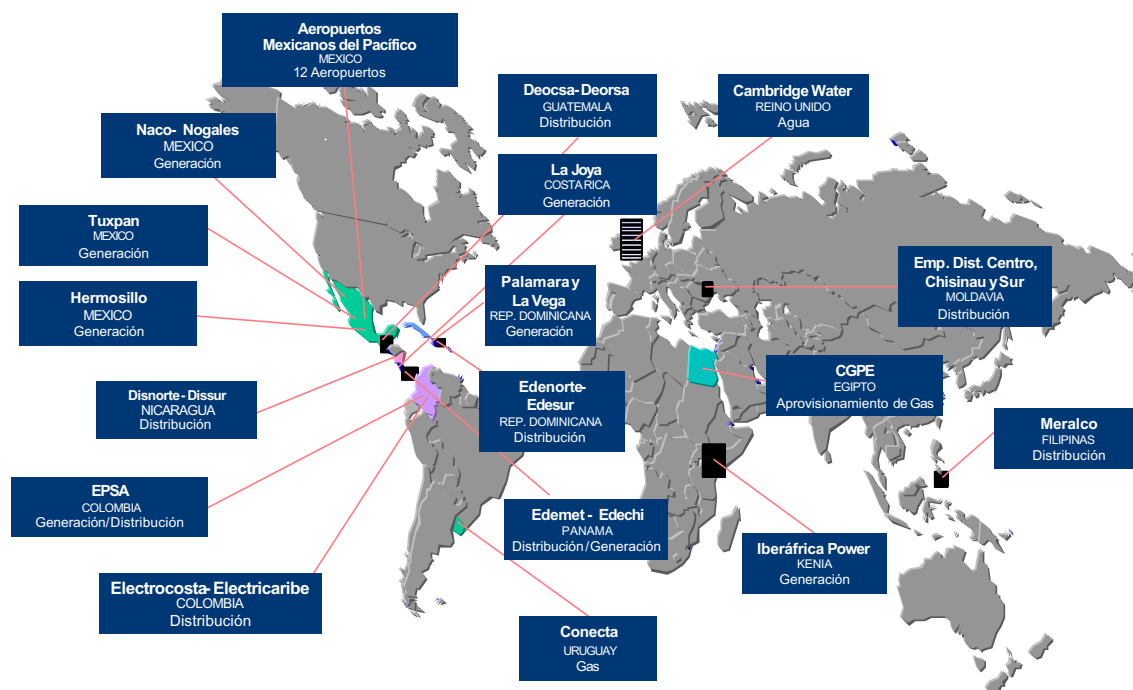 Aeropuertos
Mexicanos del Pacífico
MEXICO
12 Aeropuertos
Deocsa-Deorsa
GUATEMALA
Distribución
Cambridge Water
REINO UNIDO
Agua
Naco- Nogales
MEXICO
Generación
La Joya
COSTA RICA
Generación
Tuxpan
MEXICO
Generación
Emp. Dist. Centro,
Chisinau y Sur
MOLDAVIA
Distribución
Palamara y
La Vega
REP. DOMINICANA
Generación
Hermosillo
MEXICO
Generación
CGPE
EGIPTO
Aprovisionamiento de Gas
Disnorte - Dissur
NICARAGUA
Distribución
Edenorte-
Edesur
REP. DOMINICANA
Distribución
Meralco
FILIPINAS
Distribución
EPSA
COLOMBIA
Generación/Distribución
Edemet - Edechi
PANAMA
Distribución/Generación
Iberáfrica Power
KENIA
Generación
Electrocosta-Electricaribe
COLOMBIA
Distribución
Conecta
URUGUAY
Gas